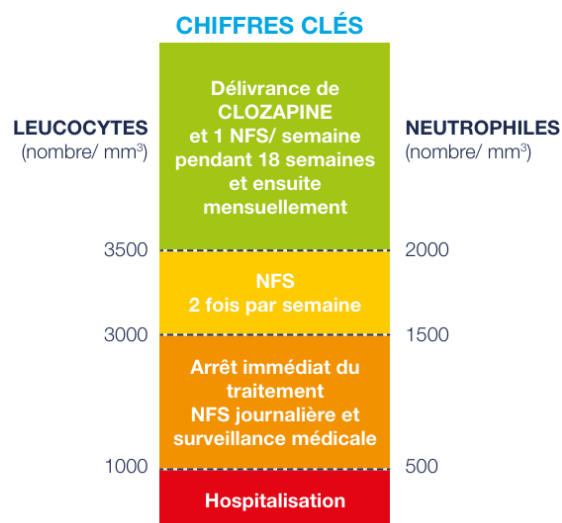 CHIFFRES CLÉS
Délivrance de
CLOZAPINE
et 1 NFS/ semaine
pendant 18 semaines
et ensuite
mensuellement
LEUCOCYTES
(nombre/ mm³)
NEUTROPHILES
(nombre/ mm³)
3500
2000
NFS
2 fois par semaine
3000
1500
Arrêt immédiat du
traitement
NFS journalière et
surveillance médicale
1000
500
Hospitalisation